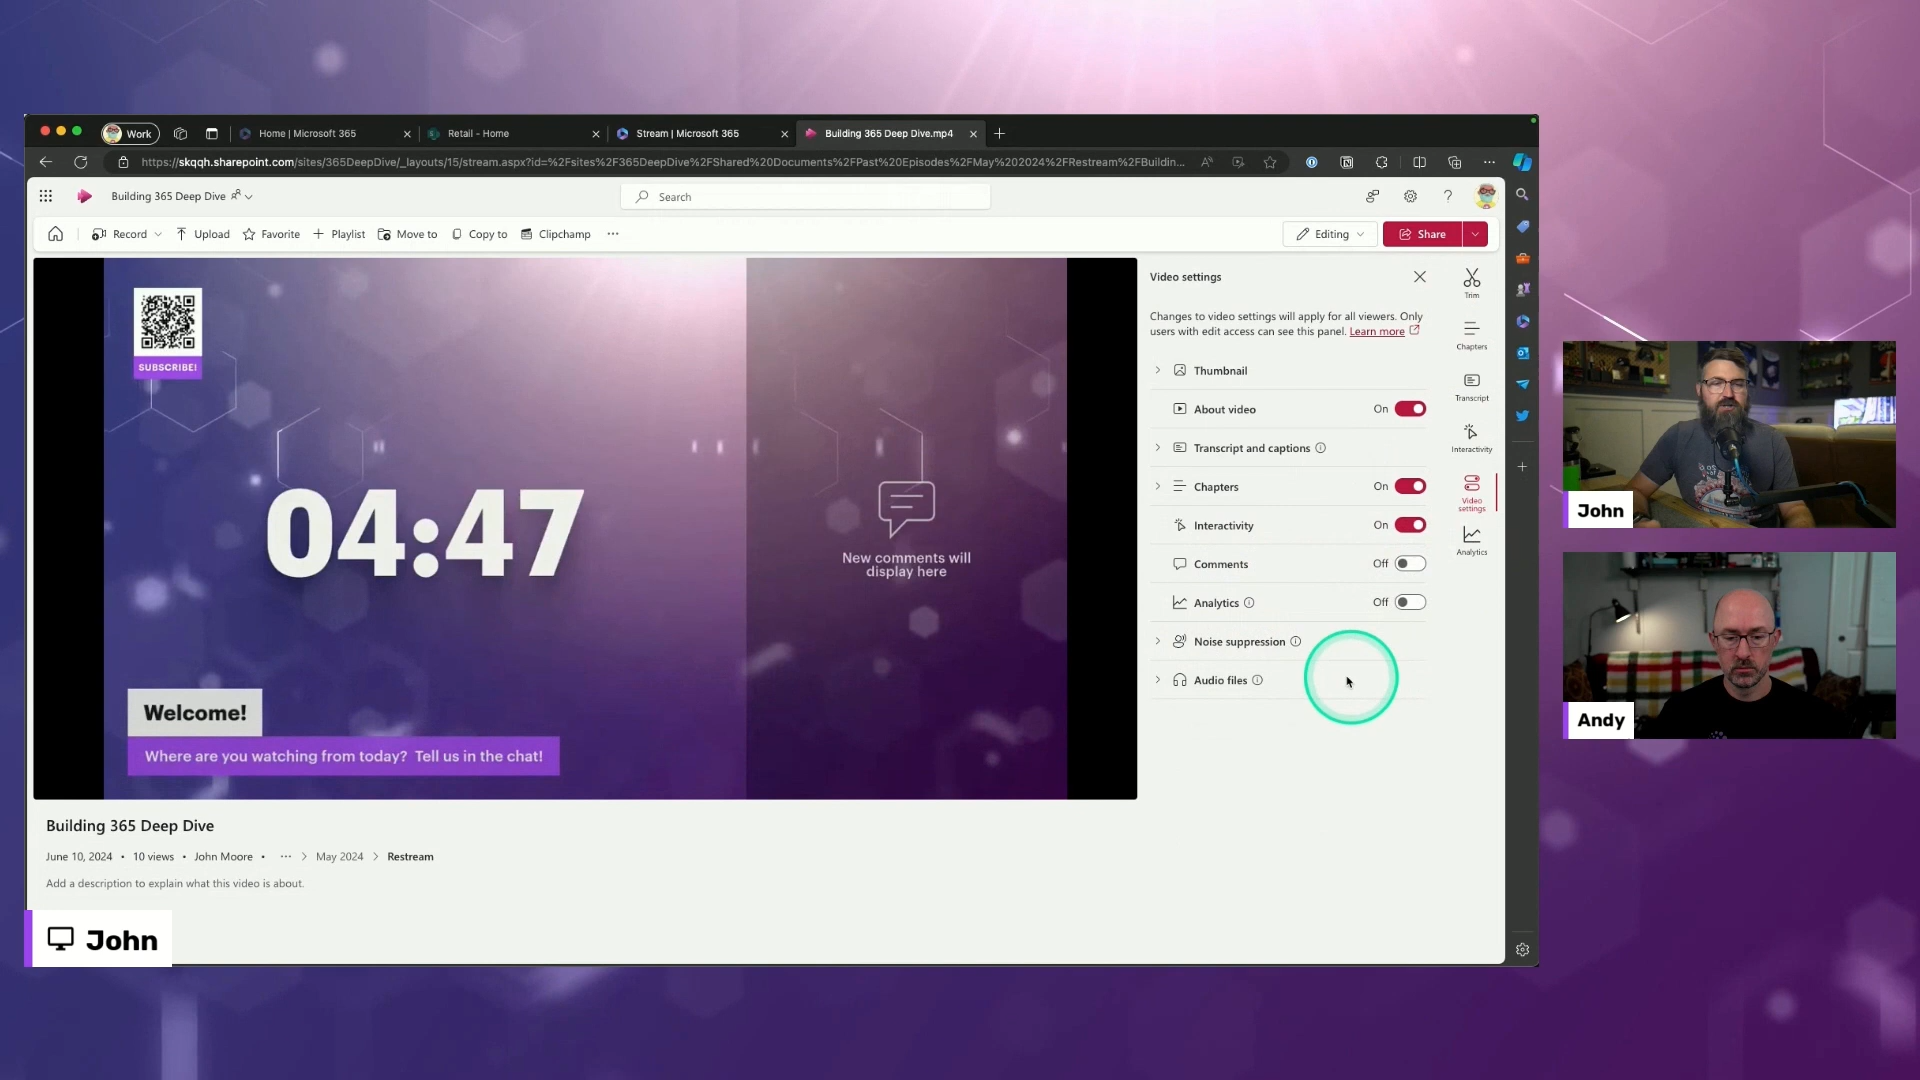 Work
Home | Microsoft 365
Retail - Home
Stream | Microsoft 365
Building 365 Deep Dive.mp4
https://skqqh.sharepoint.com/sites/365DeepDive/_layouts/15/stream.aspx?id=%2Fsites%2F365DeepDive%2FShared%20Documents%2FPast%20Episodes%2FMay%202024%2FRestream%2FBuildin...
Building 365 Deep Dive
Search
Record
Upload
Favorite
Playlist
Move to
Copy to
Clipchamp
Editing
Share
SUBSCRIBE!
04:47
New comments will
display here
Welcome!
Where are you watching from today? Tell us in the chat!
Video settings
Changes to video settings will apply for all viewers. Only
users with edit access can see this panel. Learn more
Thumbnail
About video On
Transcript and captions
Chapters On
Interactivity On
Comments Off
Analytics Off
Noise suppression
Audio files
Trim
Chapters
Transcript
Interactivity
Video
settings
Analytics
Building 365 Deep Dive
June 10, 2024 • 10 views • John Moore • ... > May 2024 > Restream
Add a description to explain what this video is about.
John
John
Andy